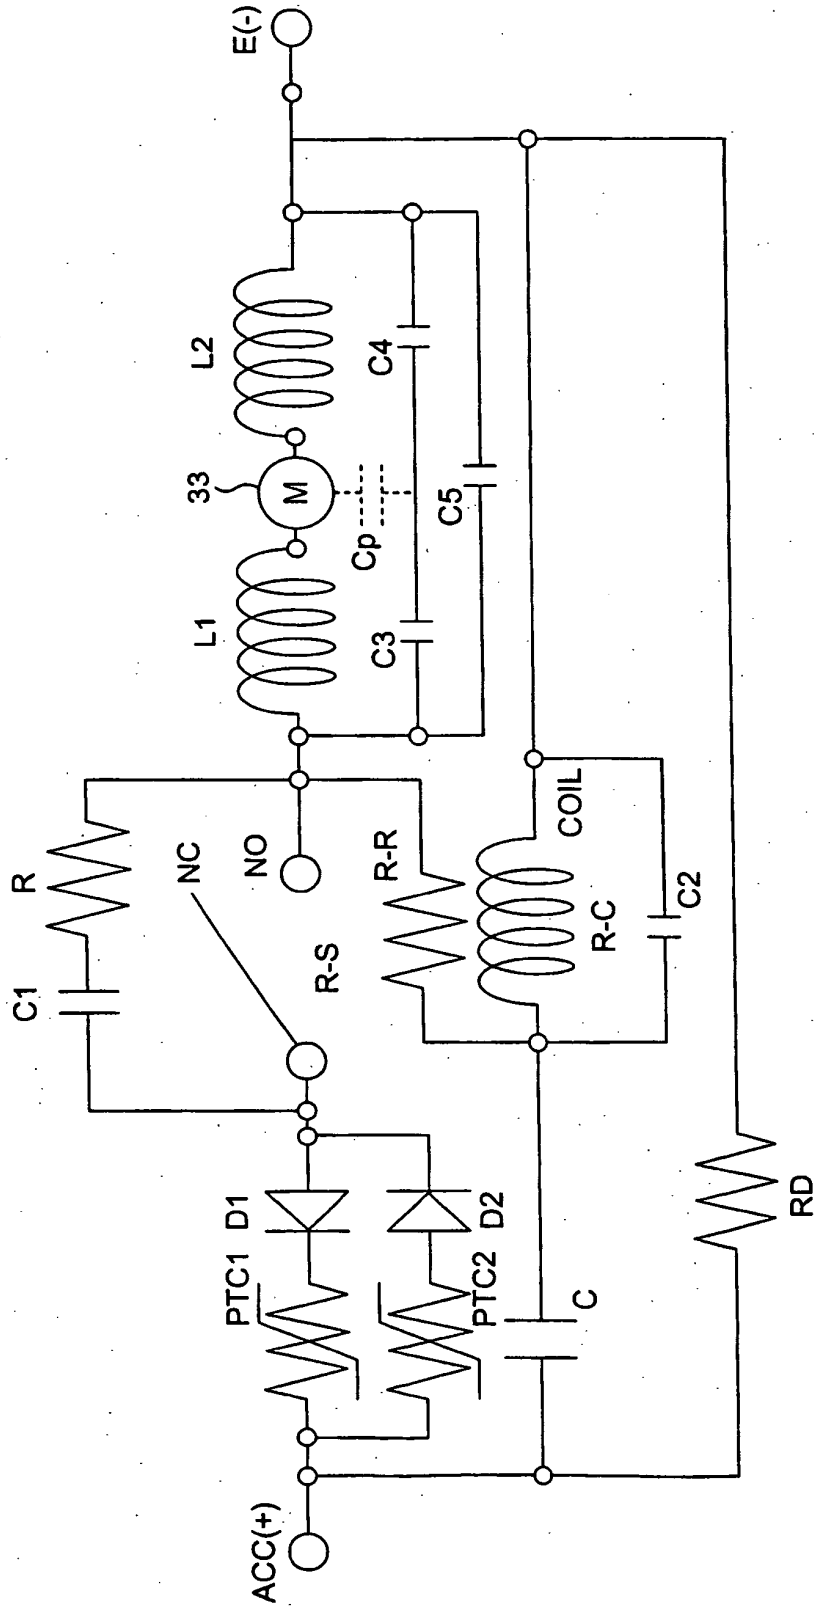 ACC(+)
PTC1
D1
PTC2
D2
C1
R
NC
NO
R-S
R-R
R-C
COIL
C2
C
RD
L1
33
M
L2
Cp
C3
C4
C5
E(-)